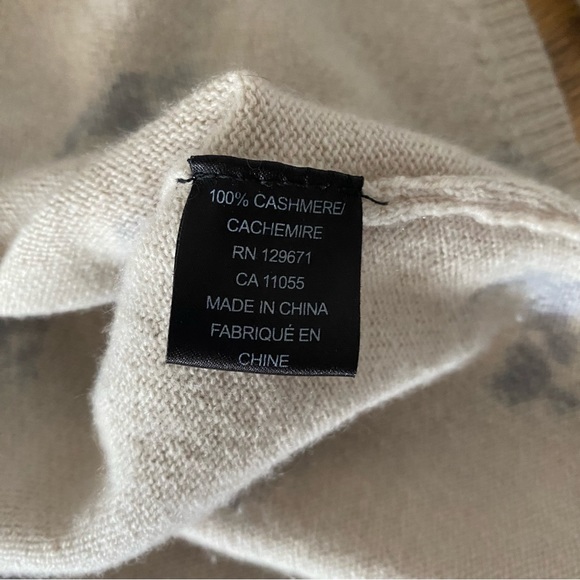 100% CASHMERE/
CACHEMIRE
RN 129671
CA 11055
MADE IN CHINA
FABRIQUÉ EN
CHINE